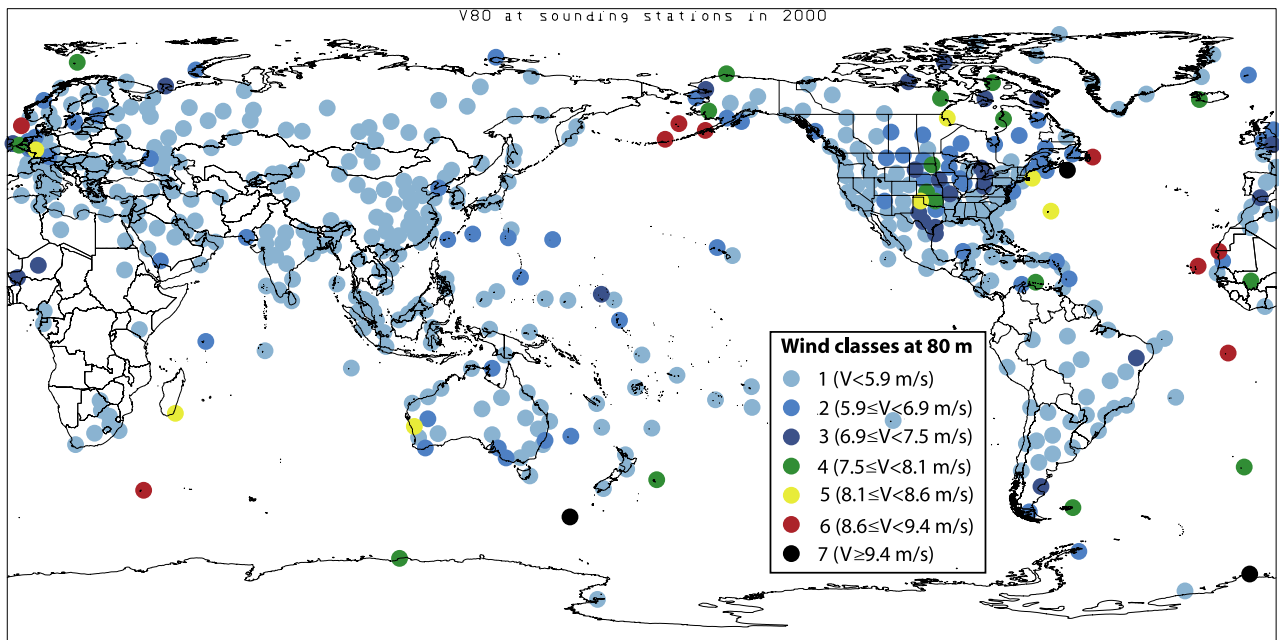 V80 at sounding stations in 2000
Wind classes at 80 m
1 (V<5.9 m/s)
2 (5.9≤V<6.9 m/s)
3 (6.9≤V<7.5 m/s)
4 (7.5≤V<8.1 m/s)
5 (8.1≤V<8.6 m/s)
6 (8.6≤V<9.4 m/s)
7 (V≥9.4 m/s)